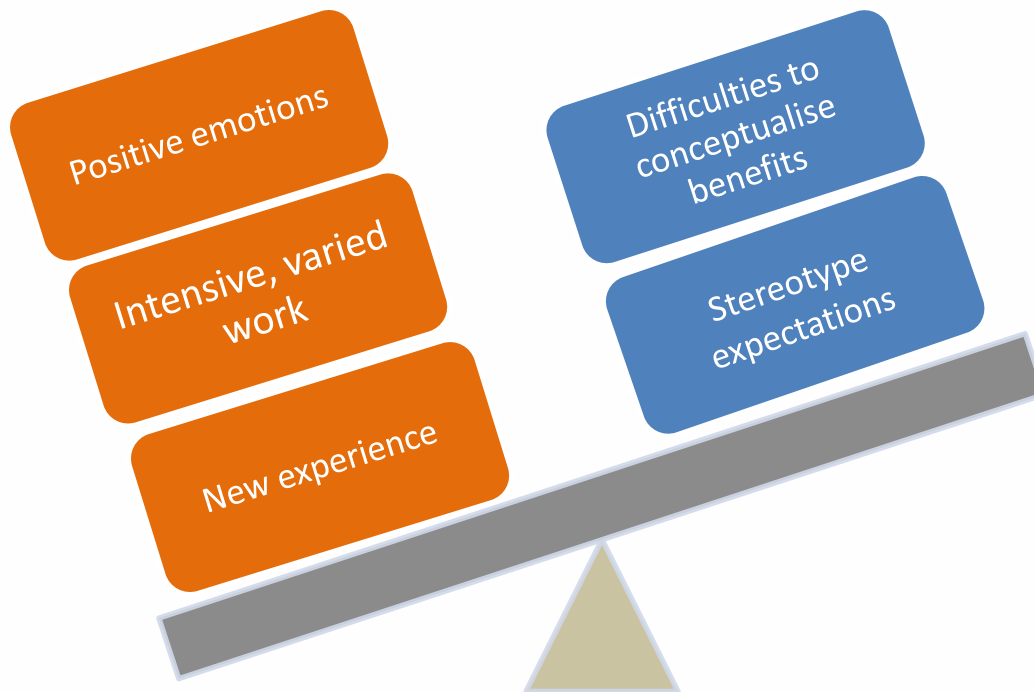 Positive emotions
Intensive, varied
work
New experience
Difficulties to
conceptualise
benefits
Stereotype
expectations